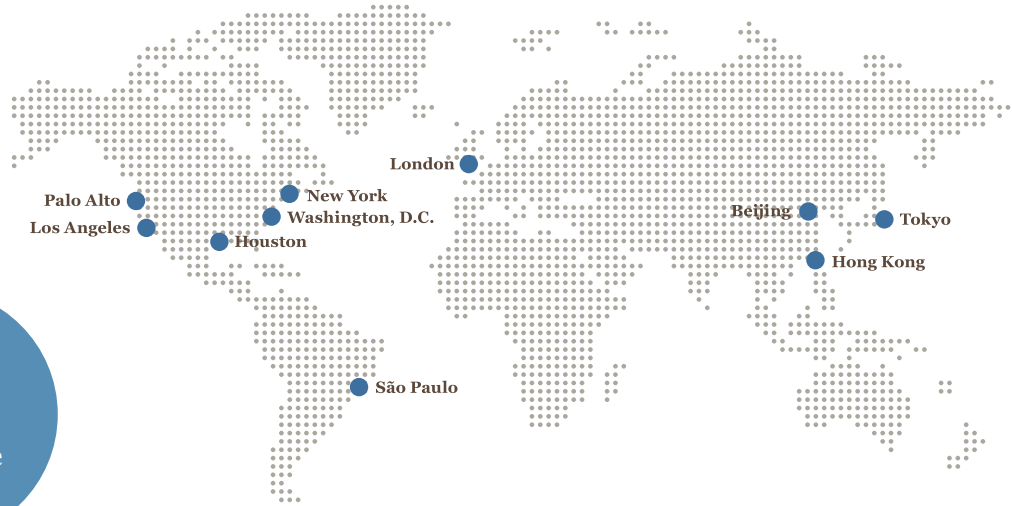 London
New York
Palo Alto
Washington, D.C.
Los Angeles
Houston
Beijing
Tokyo
Hong Kong
São Paulo